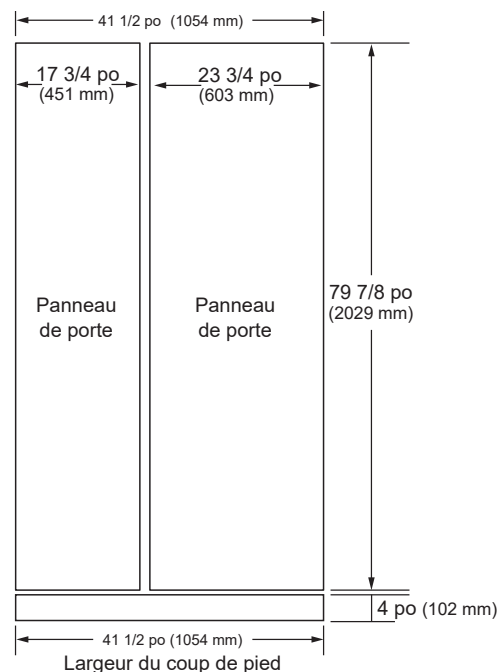 41 1/2 po (1054 mm)
17 3/4 po
(451 mm)
23 3/4 po
(603 mm)
Panneau
de porte
Panneau
de porte
79 7/8 po
(2029 mm)
4 po (102 mm)
41 1/2 po (1054 mm)
Largeur du coup de pied